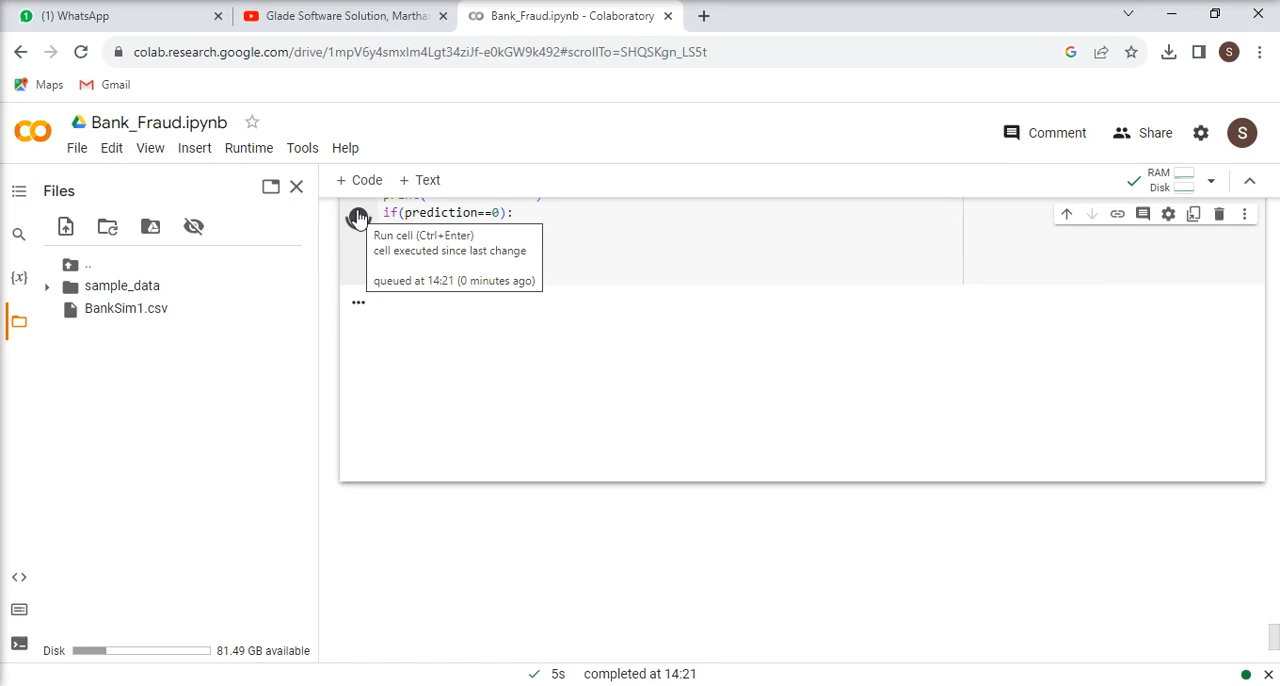 (1) WhatsApp
Glade Software Solution, Martha
Bank_Fraud.ipynb - Colaboratory
colab.research.google.com/drive/1mpV6y4smxIm4Lgt34ziJf-e0kGW9k492#scrollTo=SHQSKgn_LS5t
S
Maps
Gmail
CO
Bank_Fraud.ipynb
Comment
Share
S
File Edit View Insert Runtime Tools Help
Files
+ Code + Text
RAM
Disk
if(prediction==0):
Run cell (Ctrl+Enter)
cell executed since last change
queued at 14:21 (0 minutes ago)
..
sample_data
BankSim1.csv
{x}
Disk
81.49 GB available
5s completed at 14:21